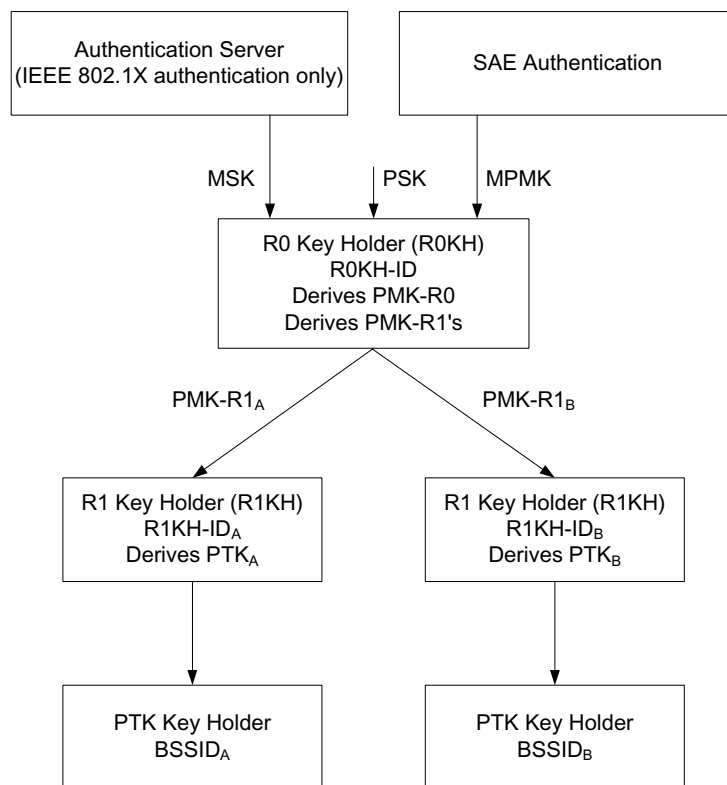 Authentication Server
(IEEE 802.1X authentication only)
SAE Authentication
MSK
PSK
MPMK
R0 Key Holder (R0KH)
R0KH-ID
Derives PMK-R0
Derives PMK-R1's
PMK-R1A
PMK-R1B
R1 Key Holder (R1KH)
R1KH-IDA
Derives PTKA
R1 Key Holder (R1KH)
R1KH-IDB
Derives PTKB
PTK Key Holder
BSSIDA
PTK Key Holder
BSSIDB